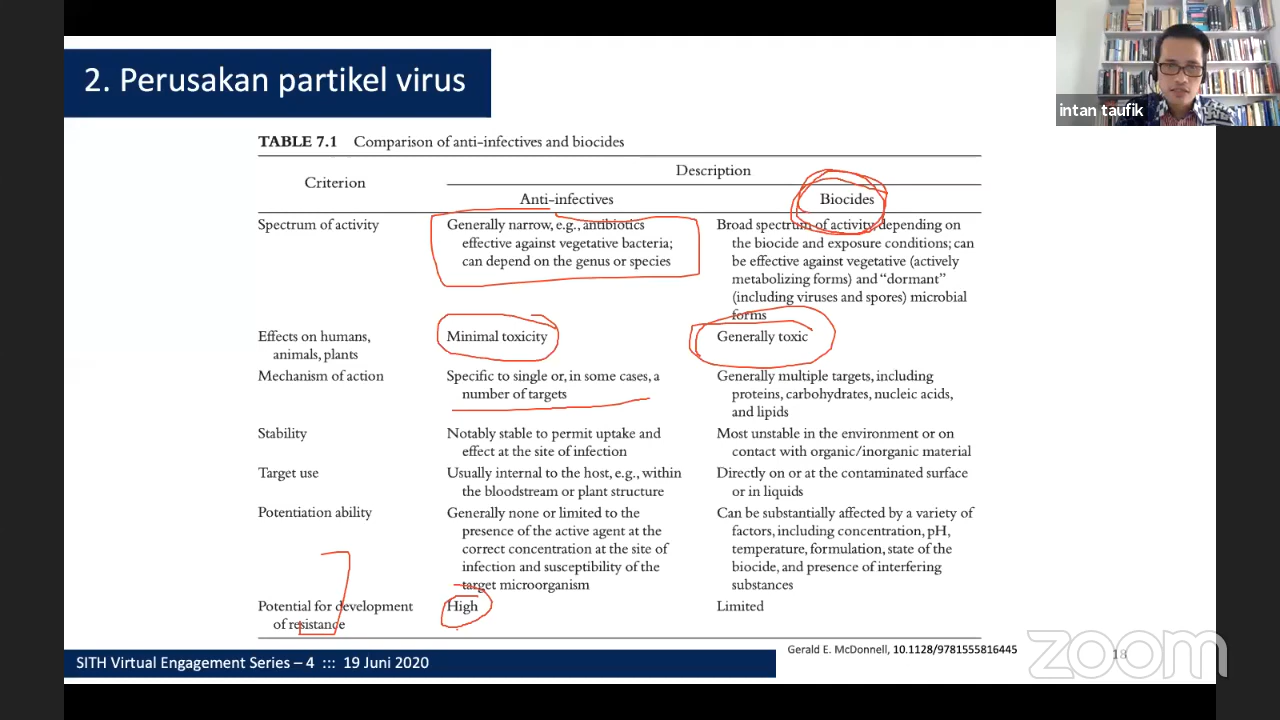 2. Perusakan partikel virus
intan taufik
TABLE 7.1 Comparison of anti-infectives and biocides
Criterion
Description
Anti-infectives
Biocides
Spectrum of activity
Generally narrow, e.g., antibiotics
effective against vegetative bacteria;
can depend on the genus or species
Broad spectrum of activity, depending on
the biocide and exposure conditions; can
be effective against vegetative (actively
metabolizing forms) and “dormant”
(including viruses and spores) microbial
forms
Effects on humans,
animals, plants
Minimal toxicity
Generally toxic
Mechanism of action
Specific to single or, in some cases, a
number of targets
Generally multiple targets, including
proteins, carbohydrates, nucleic acids,
and lipids
Stability
Notably stable to permit uptake and
effect at the site of infection
Most unstable in the environment or on
contact with organic/inorganic material
Target use
Usually internal to the host, e.g., within
the bloodstream or plant structure
Directly on or at the contaminated surface
or in liquids
Potentiation ability
Generally none or limited to the
presence of the active agent at the
correct concentration at the site of
infection and susceptibility of the
target microorganism
Can be substantially affected by a variety of
factors, including concentration, pH,
temperature, formulation, state of the
biocide, and presence of interfering
substances
Potential for development
of resistance
High
Limited
Gerald E. McDonnell, 10.1128/9781555816445
SITH Virtual Engagement Series – 4 ::: 19 Juni 2020
18
zoom